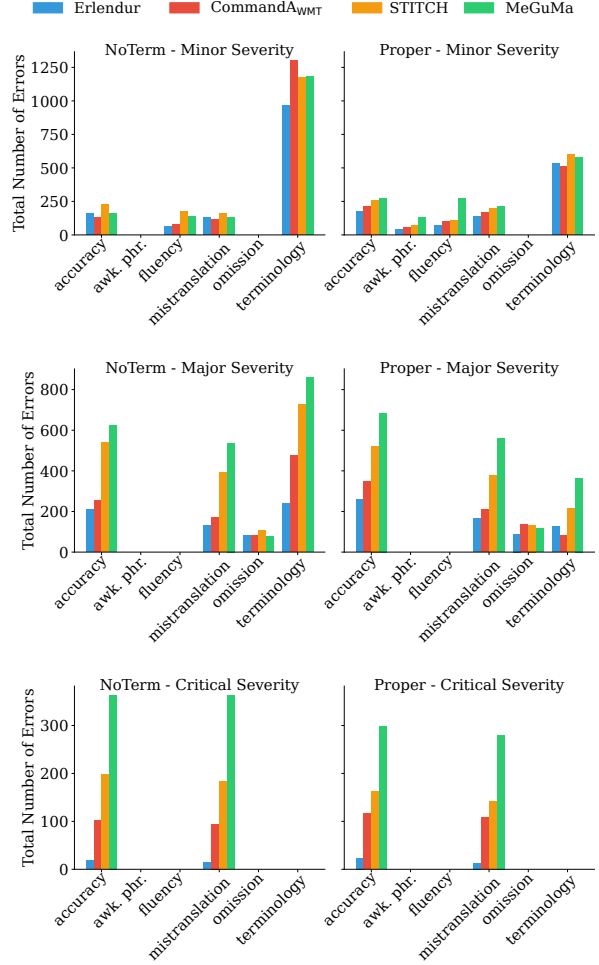 Erlendur CommandA_WMT STITCH MeGuMa
NoTerm - Minor Severity
Total Number of Errors
1250
1000
750
500
250
0
accuracy
awk. phr.
fluency
mistranslation
omission
terminology
Proper - Minor Severity
accuracy
awk. phr.
fluency
mistranslation
omission
terminology
NoTerm - Major Severity
Total Number of Errors
800
600
400
200
0
accuracy
awk. phr.
fluency
mistranslation
omission
terminology
Proper - Major Severity
accuracy
awk. phr.
fluency
mistranslation
omission
terminology
NoTerm - Critical Severity
Total Number of Errors
300
200
100
0
accuracy
awk. phr.
fluency
mistranslation
omission
terminology
Proper - Critical Severity
accuracy
awk. phr.
fluency
mistranslation
omission
terminology